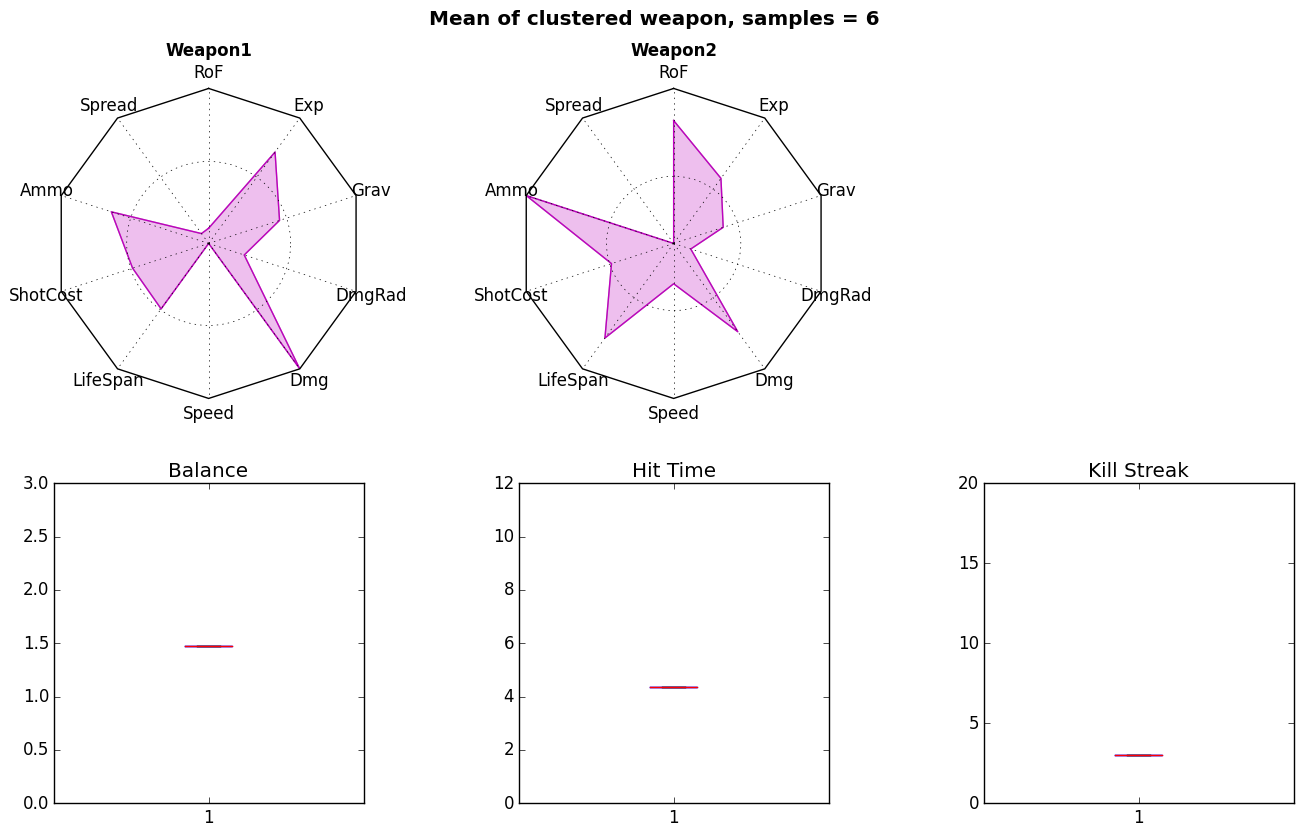 Mean of clustered weapon, samples = 6
Weapon1
RoF
Spread
Exp
Ammo
Grav
ShotCost
DmgRad
LifeSpan
Dmg
Speed
Weapon2
RoF
Spread
Exp
Ammo
Grav
ShotCost
DmgRad
LifeSpan
Dmg
Speed
Balance
3.0
2.5
2.0
1.5
1.0
0.5
0.0
1
Hit Time
12
10
8
6
4
2
0
1
Kill Streak
20
15
10
5
0
1